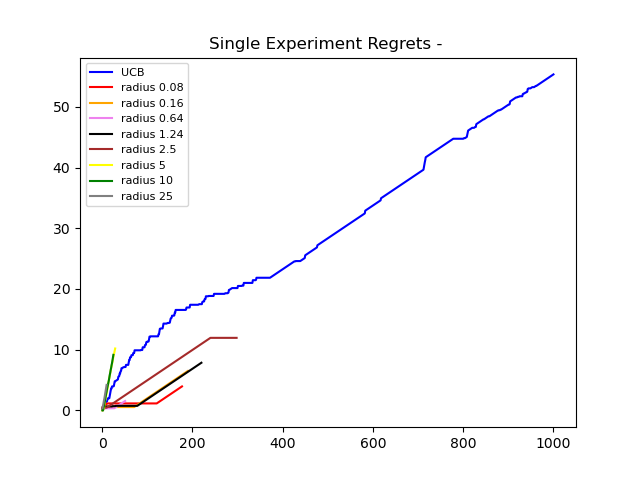 Single Experiment Regrets -
UCB
radius 0.08
radius 0.16
radius 0.64
radius 1.24
radius 2.5
radius 5
radius 10
radius 25
50
40
30
20
10
0
0 200 400 600 800 1000